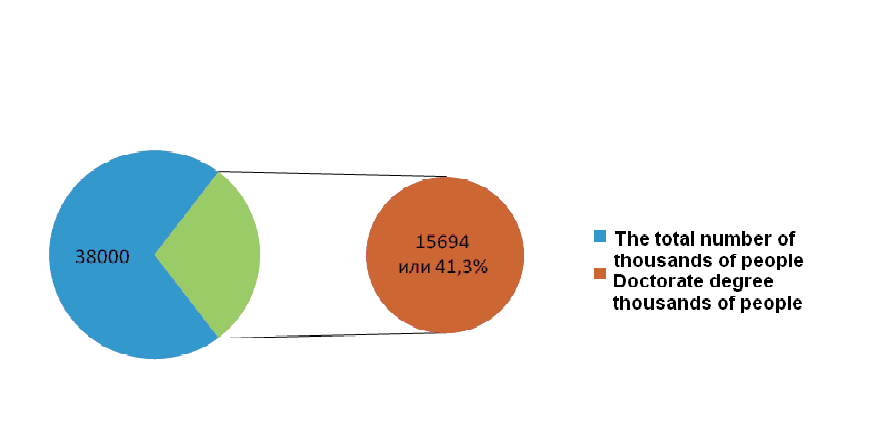 38000
15694
или 41,3%
The total number of
thousands of people
Doctorate degree
thousands of people